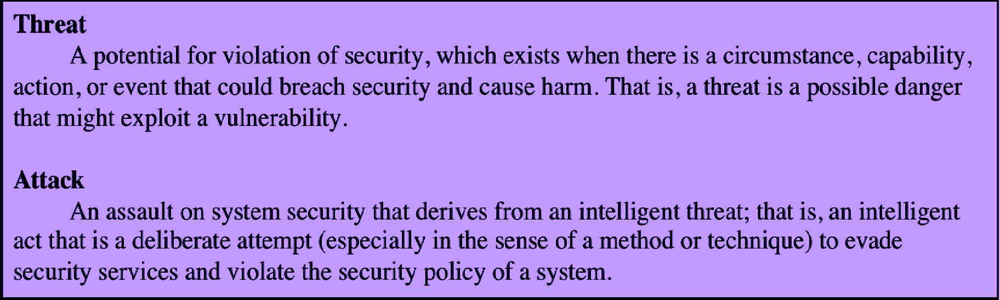 Threat
A potential for violation of security, which exists when there is a circumstance, capability,
action, or event that could breach security and cause harm. That is, a threat is a possible danger
that might exploit a vulnerability.
Attack
An assault on system security that derives from an intelligent threat; that is, an intelligent
act that is a deliberate attempt (especially in the sense of a method or technique) to evade
security services and violate the security policy of a system.